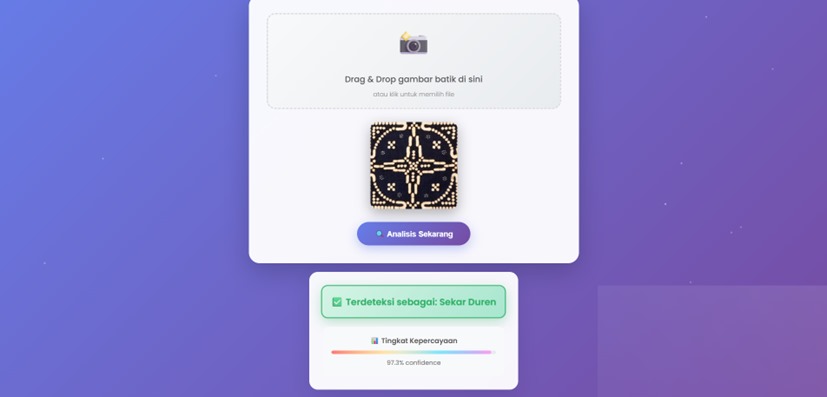 Drag & Drop gambar batik di sini
atau klik untuk memilih file
Analisis Sekarang
Terdeteksi sebagai: Sekar Duren
Tingkat Kepercayaan
97.3% confidence